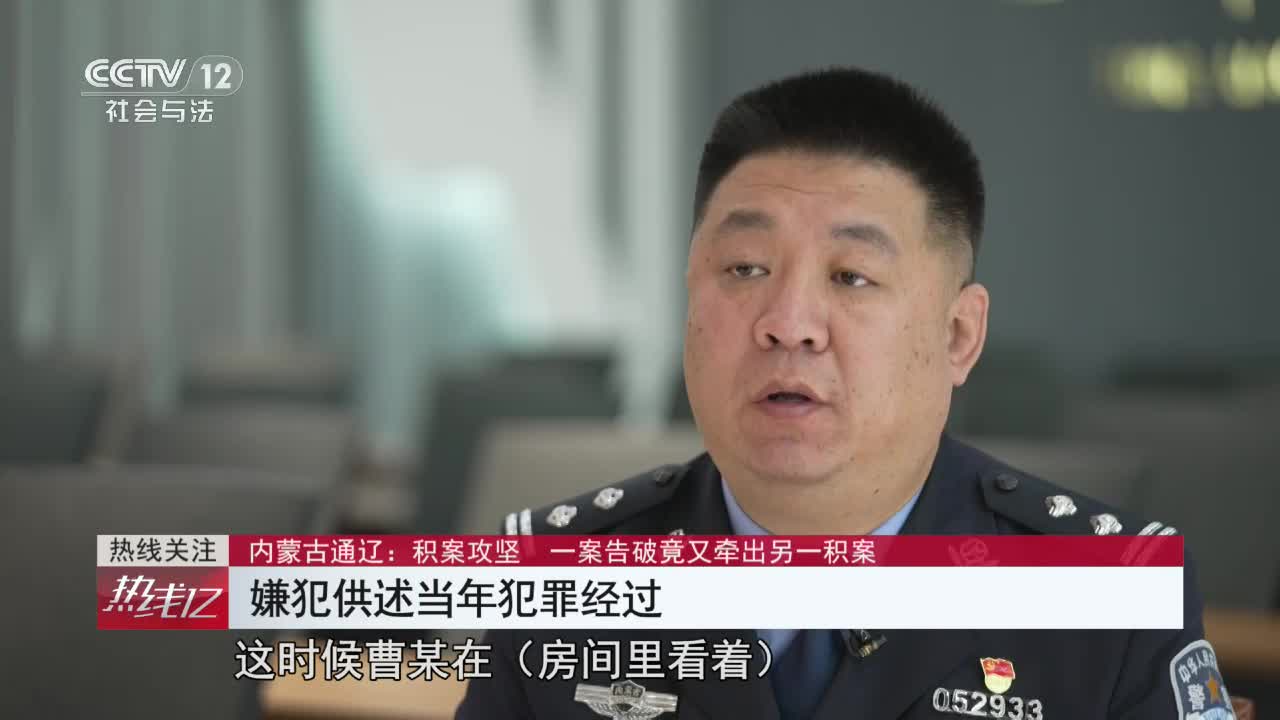 CCTV 12
社会与法
热线关注
内蒙古通辽：积案攻坚　一案告破竟又牵出另一积案
热线12
嫌犯供述当年犯罪经过
这时候曹某在（房间里看着）
052933